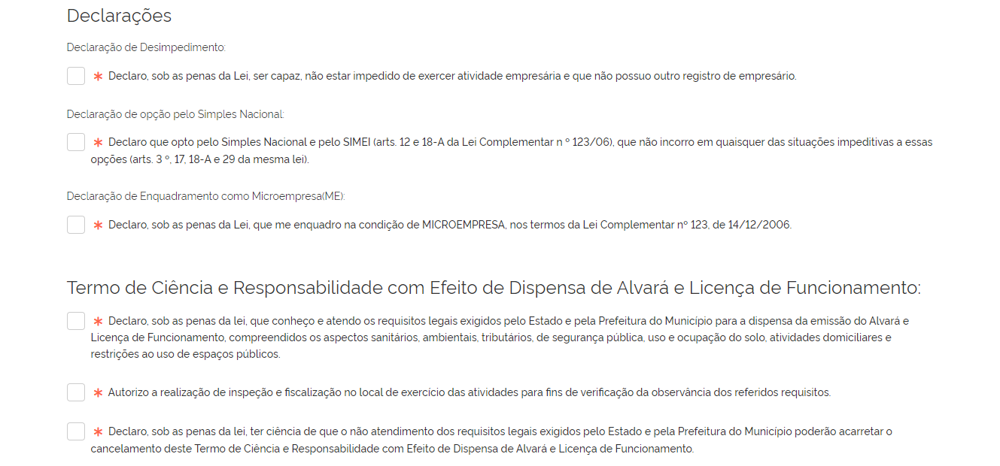 Declarações
Declaração de Desimpedimento:
* Declaro, sob as penas da Lei, ser capaz, não estar impedido de exercer atividade empresária e que não possuo outro registro de empresário.
Declaração de opção pelo Simples Nacional:
* Declaro que opto pelo Simples Nacional e pelo SIMEI (arts. 12 e 18-A da Lei Complementar n º 123/06), que não incorro em quaisquer das situações impeditivas a essas
opções (arts. 3 º, 17, 18-A e 29 da mesma lei).
Declaração de Enquadramento como Microempresa(ME):
* Declaro, sob as penas da Lei, que me enquadro na condição de MICROEMPRESA, nos termos da Lei Complementar nº 123, de 14/12/2006.
Termo de Ciência e Responsabilidade com Efeito de Dispensa de Alvará e Licença de Funcionamento:
* Declaro, sob as penas da lei, que conheço e atendo os requisitos legais exigidos pelo Estado e pela Prefeitura do Município para a dispensa da emissão do Alvará e
Licença de Funcionamento, compreendidos os aspectos sanitários, ambientais, tributários, de segurança pública, uso e ocupação do solo, atividades domiciliares e
restrições ao uso de espaços públicos.
* Autorizo a realização de inspeção e fiscalização no local de exercício das atividades para fins de verificação da observância dos referidos requisitos.
* Declaro, sob as penas da lei, ter ciência de que o não atendimento dos requisitos legais exigidos pelo Estado e pela Prefeitura do Município poderão acarretar o
cancelamento deste Termo de Ciência e Responsabilidade com Efeito de Dispensa de Alvará e Licença de Funcionamento.